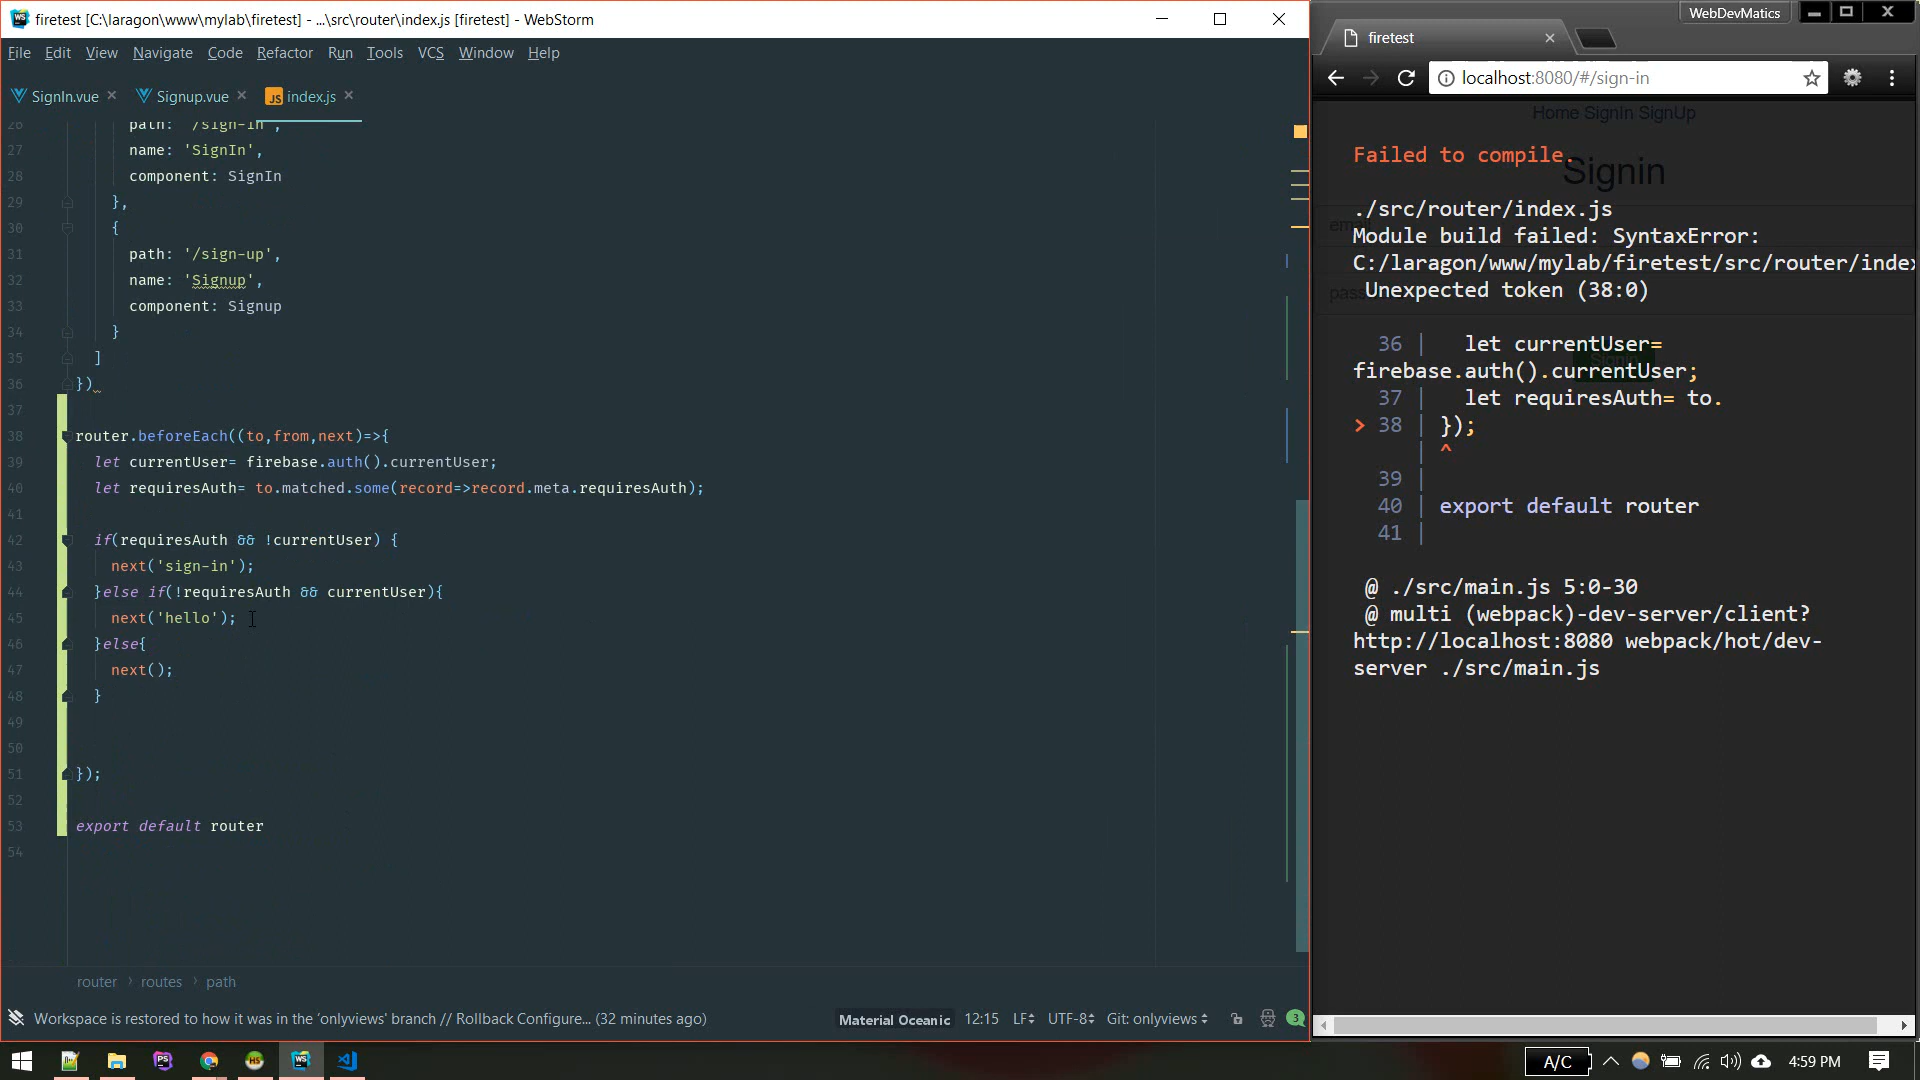 firetest [C:\laragon\www\mylab\firetest] - ...\src\router\index.js [firetest] - WebStorm
File Edit View Navigate Code Refactor Run Tools VCS Window Help
SignIn.vue Signup.vue index.js
26 path: '/sign-in',
27 name: 'SignIn',
28 component: SignIn
29 },
30 {
31 path: '/sign-up',
32 name: 'Signup',
33 component: Signup
34 }
35 ]
36 })
37
38 router.beforeEach((to,from,next)=>{
39 let currentUser= firebase.auth().currentUser;
40 let requiresAuth= to.matched.some(record=>record.meta.requiresAuth);
41
42 if(requiresAuth && !currentUser) {
43 next('sign-in');
44 }else if(!requiresAuth && currentUser){
45 next('hello');
46 }else{
47 next();
48 }
49
50
51 });
52
53 export default router
54
router › routes › path
Workspace is restored to how it was in the 'onlyviews' branch // Rollback Configure... (32 minutes ago)
Material Oceanic 12:15 LF UTF-8 Git: onlyviews 3
WebDevMatics
firetest
localhost:8080/#/sign-in
Home SignIn SignUp
Failed to compile.
Signin
./src/router/index.js
Module build failed: SyntaxError:
C:/laragon/www/mylab/firetest/src/router/index
Unexpected token (38:0)
36 | let currentUser=
firebase.auth().currentUser;
37 | let requiresAuth= to.
> 38 | });
| ^
39 |
40 | export default router
41 |
@ ./src/main.js 5:0-30
@ multi (webpack)-dev-server/client?
http://localhost:8080 webpack/hot/dev-
server ./src/main.js
A/C 4:59 PM